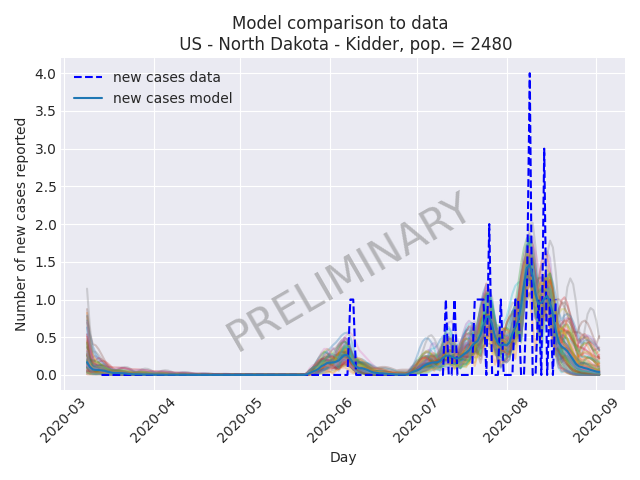 Model comparison to data
US - North Dakota - Kidder, pop. = 2480
4.0
3.5
3.0
2.5
2.0
1.5
1.0
0.5
0.0
Number of new cases reported
new cases data
new cases model
PRELIMINARY
2020-03
2020-04
2020-05
2020-06
2020-07
2020-08
2020-09
Day